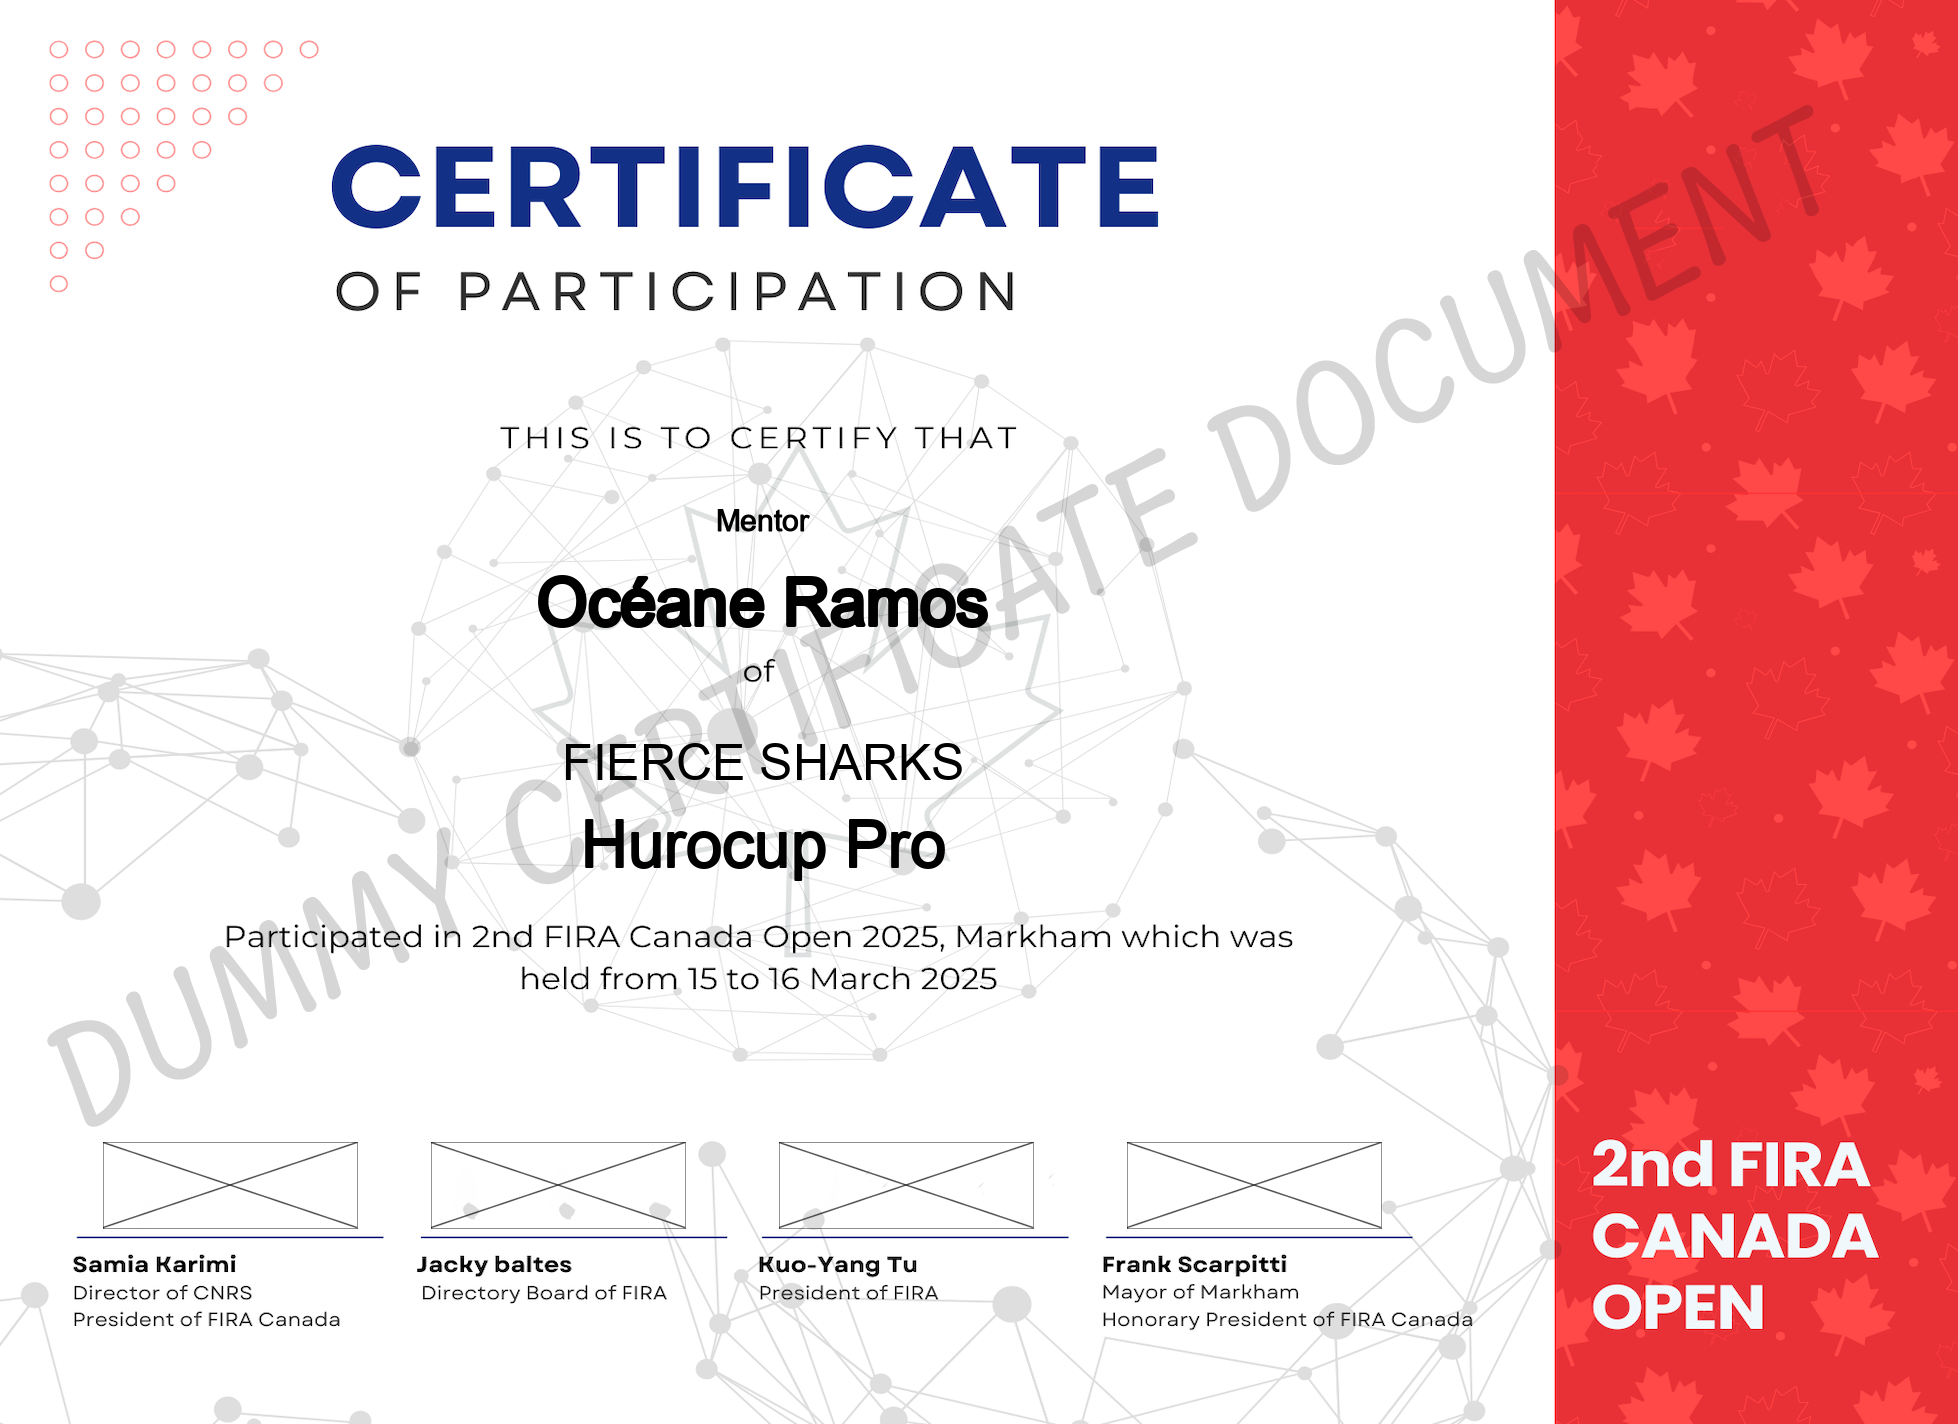 CERTIFICATE
OF PARTICIPATION
THIS IS TO CERTIFY THAT
Mentor
Océane Ramos
of
FIERCE SHARKS
Hurocup Pro
Participated in 2nd FIRA Canada Open 2025, Markham which was
held from 15 to 16 March 2025
DUMMY CERTIFICATE DOCUMENT
Samia Karimi
Director of CNRS
President of FIRA Canada
Jacky baltes
Directory Board of FIRA
Kuo-Yang Tu
President of FIRA
Frank Scarpitti
Mayor of Markham
Honorary President of FIRA Canada
2nd FIRA
CANADA
OPEN